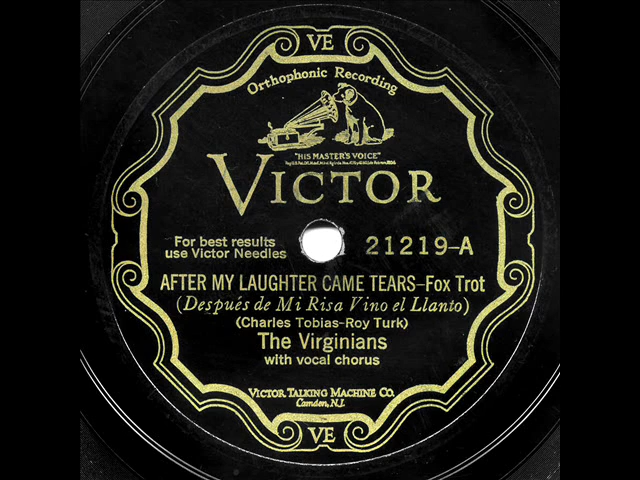 VE
Orthophonic Recording
"HIS MASTER'S VOICE"
VICTOR
For best results
use Victor Needles
21219-A
AFTER MY LAUGHTER CAME TEARS-Fox Trot
(Después de Mi Risa Vino el Llanto)
(Charles Tobias-Roy Turk)
The Virginians
with vocal chorus
VICTOR TALKING MACHINE CO.
Camden, N.J.
VE